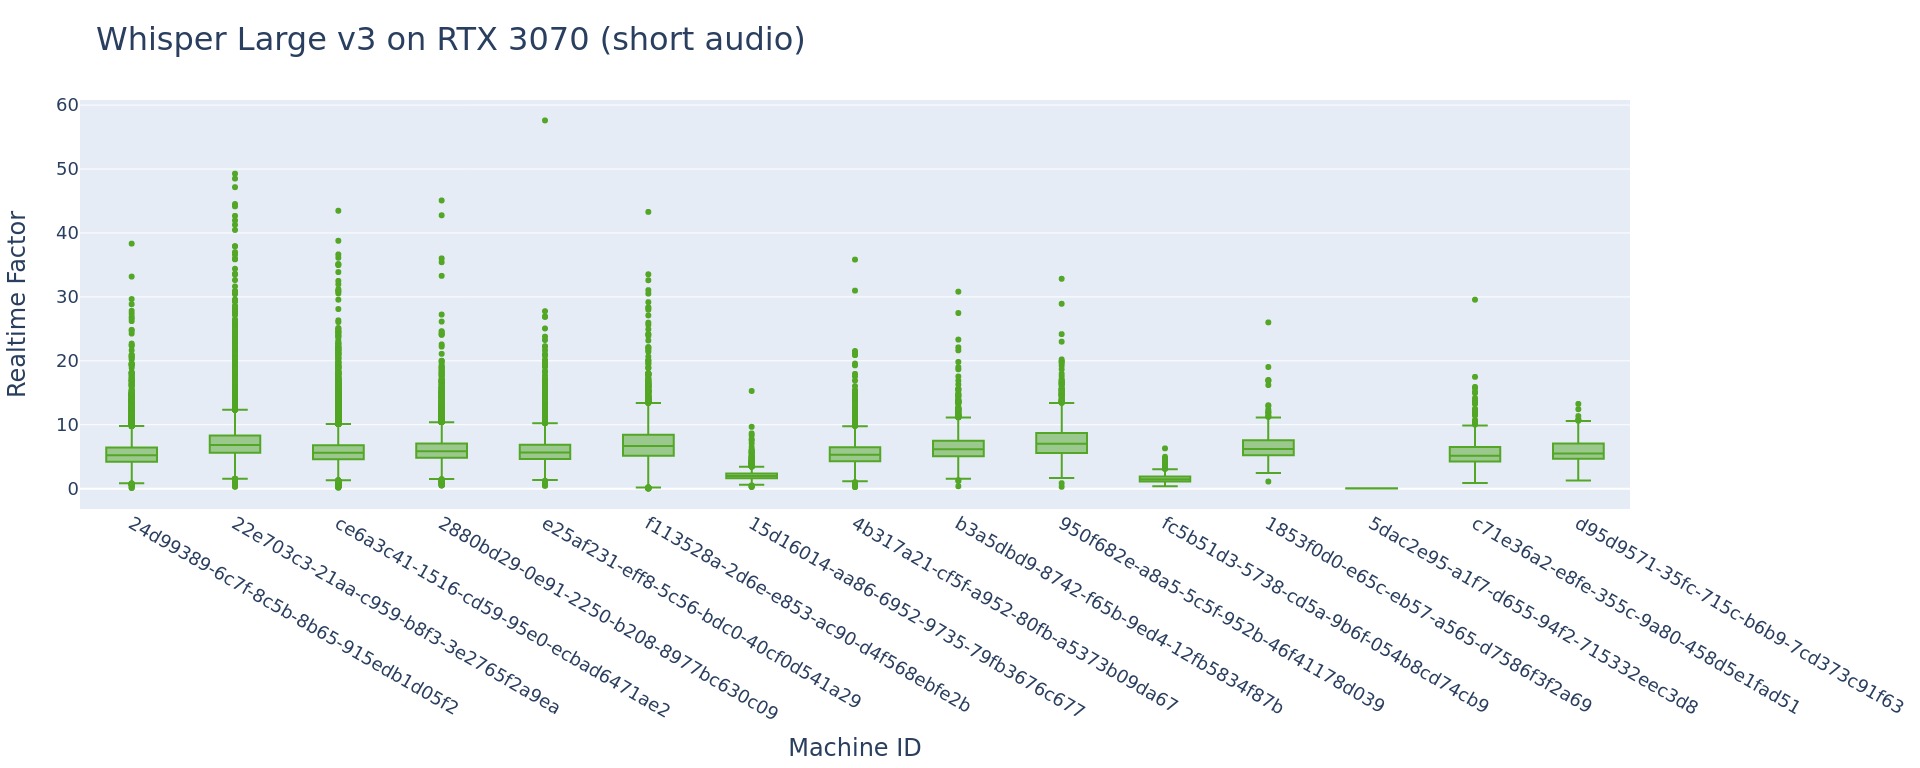 Whisper Large v3 on RTX 3070 (short audio)
Realtime Factor
60
50
40
30
20
10
0
24d99389-6c7f-8c5b-8b65-915edb1d05f2
22e703c3-21aa-c959-b8f3-3e2765f2a9ea
ce6a3c41-1516-cd59-95e0-ecbad6471ae2
2880bd29-0e91-2250-b208-8977bc630c09
e25af231-eff8-5c56-bdc0-40cf0d541a29
f113528a-2d6e-e853-ac90-d4f568ebfe2b
15d16014-aa86-6952-9735-79fb3676c677
4b317a21-cf5f-a952-80fb-a5373b09da67
b3a5dbd9-8742-f65b-9ed4-12fb5834f87b
950f682e-a8a5-5c5f-952b-46f41178d039
fc5b51d3-5738-cd5a-9b6f-054b8cd74cb9
1853f0d0-e65c-eb57-a565-d7586f3f2a69
5dac2e95-a1f7-d655-94f2-715332eec3d8
c71e36a2-e8fe-355c-9a80-458d5e1fad51
d95d9571-35fc-715c-b6b9-7cd373c91f63
Machine ID